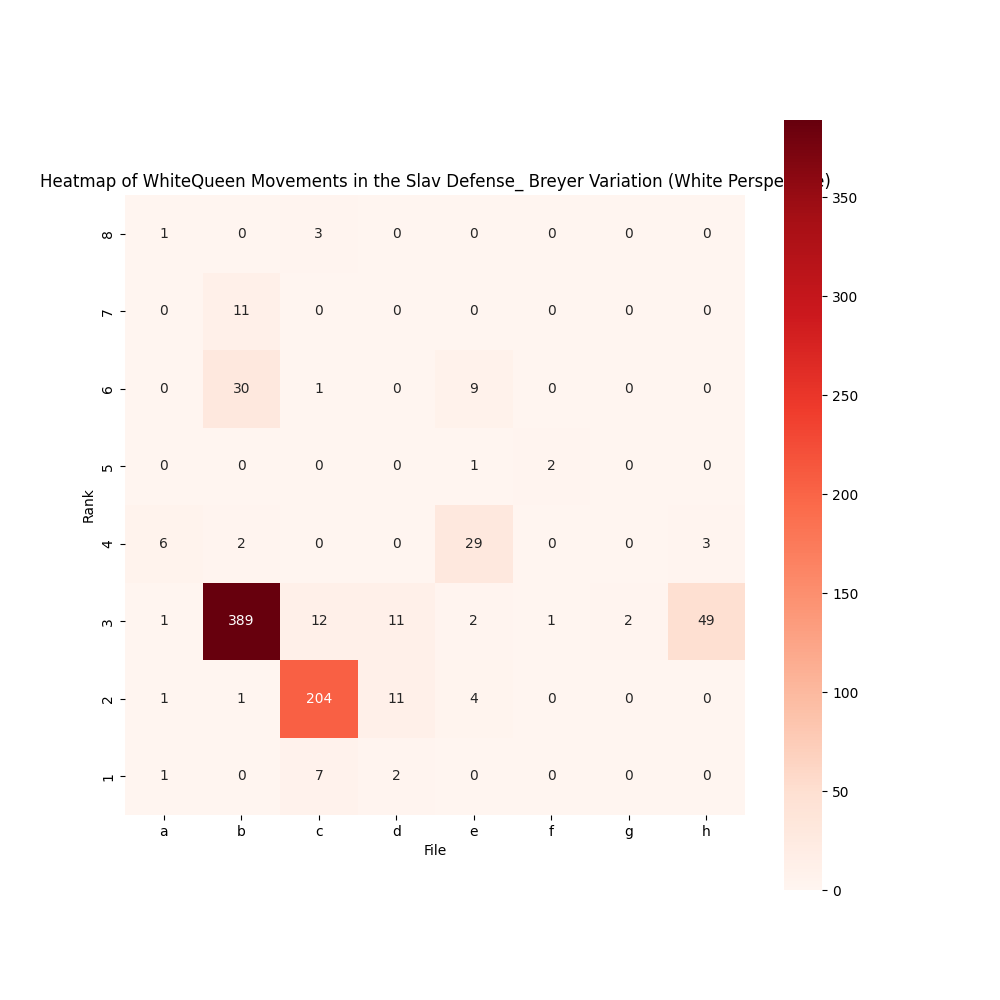 Heatmap of WhiteQueen Movements in the Slav Defense_ Breyer Variation (White Perspe e)
8 1 0 3 0 0 0 0 0
7 0 11 0 0 0 0 0 0
6 0 30 1 0 9 0 0 0
5 0 0 0 0 1 2 0 0
4 6 2 0 0 29 0 0 3
3 1 389 12 11 2 1 2 49
2 1 1 204 11 4 0 0 0
1 1 0 7 2 0 0 0 0
a b c d e f g h
File
Rank
350
300
250
200
150
100
50
0